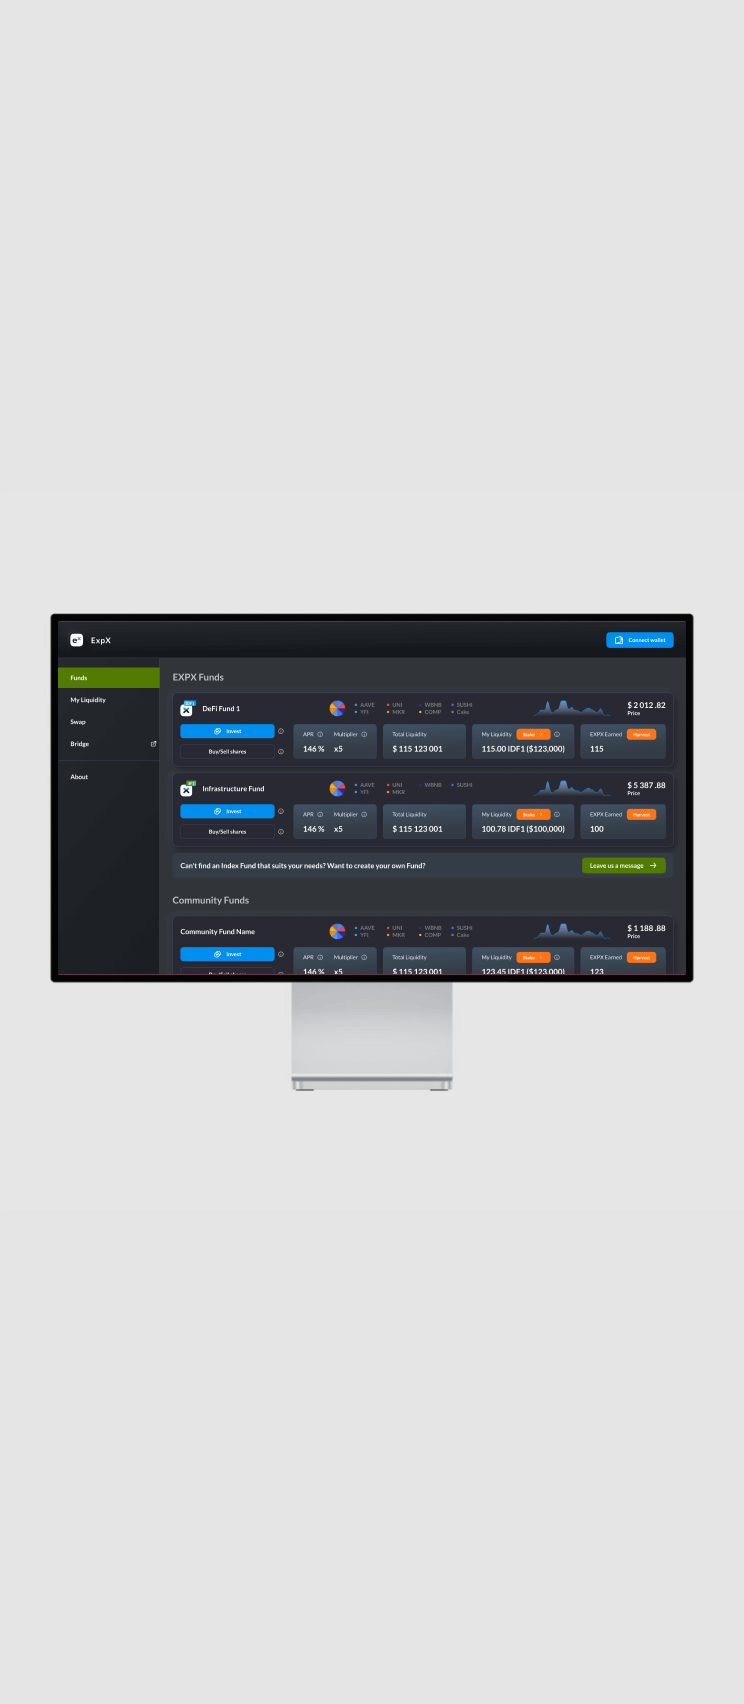 ExpX
Connect wallet
Funds
My Liquidity
Swap
Bridge
About
EXPX Funds
DeFi Fund 1
AAVE UNI WBNB SUSHI
YFI MKR COMP Cake
$ 2 012 .82
Price
Invest
Buy/Sell shares
APR Multiplier
146 % x5
Total Liquidity
$ 115 123 001
My Liquidity Stake
115.00 IDF1 ($123,000)
EXPX Earned Harvest
115
Infrastructure Fund
AAVE UNI WBNB SUSHI
YFI MKR
$ 5 387 .88
Price
Invest
Buy/Sell shares
APR Multiplier
146 % x5
Total Liquidity
$ 115 123 001
My Liquidity Stake
100.78 IDF1 ($100,000)
EXPX Earned Harvest
100
Can't find an Index Fund that suits your needs? Want to create your own Fund?
Leave us a message
Community Funds
Community Fund Name
AAVE UNI WBNB SUSHI
YFI MKR COMP Cake
$ 1 188 .88
Price
Invest
Buy/Sell shares
APR Multiplier
146 % x5
Total Liquidity
$ 115 123 001
My Liquidity Stake
123.45 IDF1 ($123,000)
EXPX Earned Harvest
123